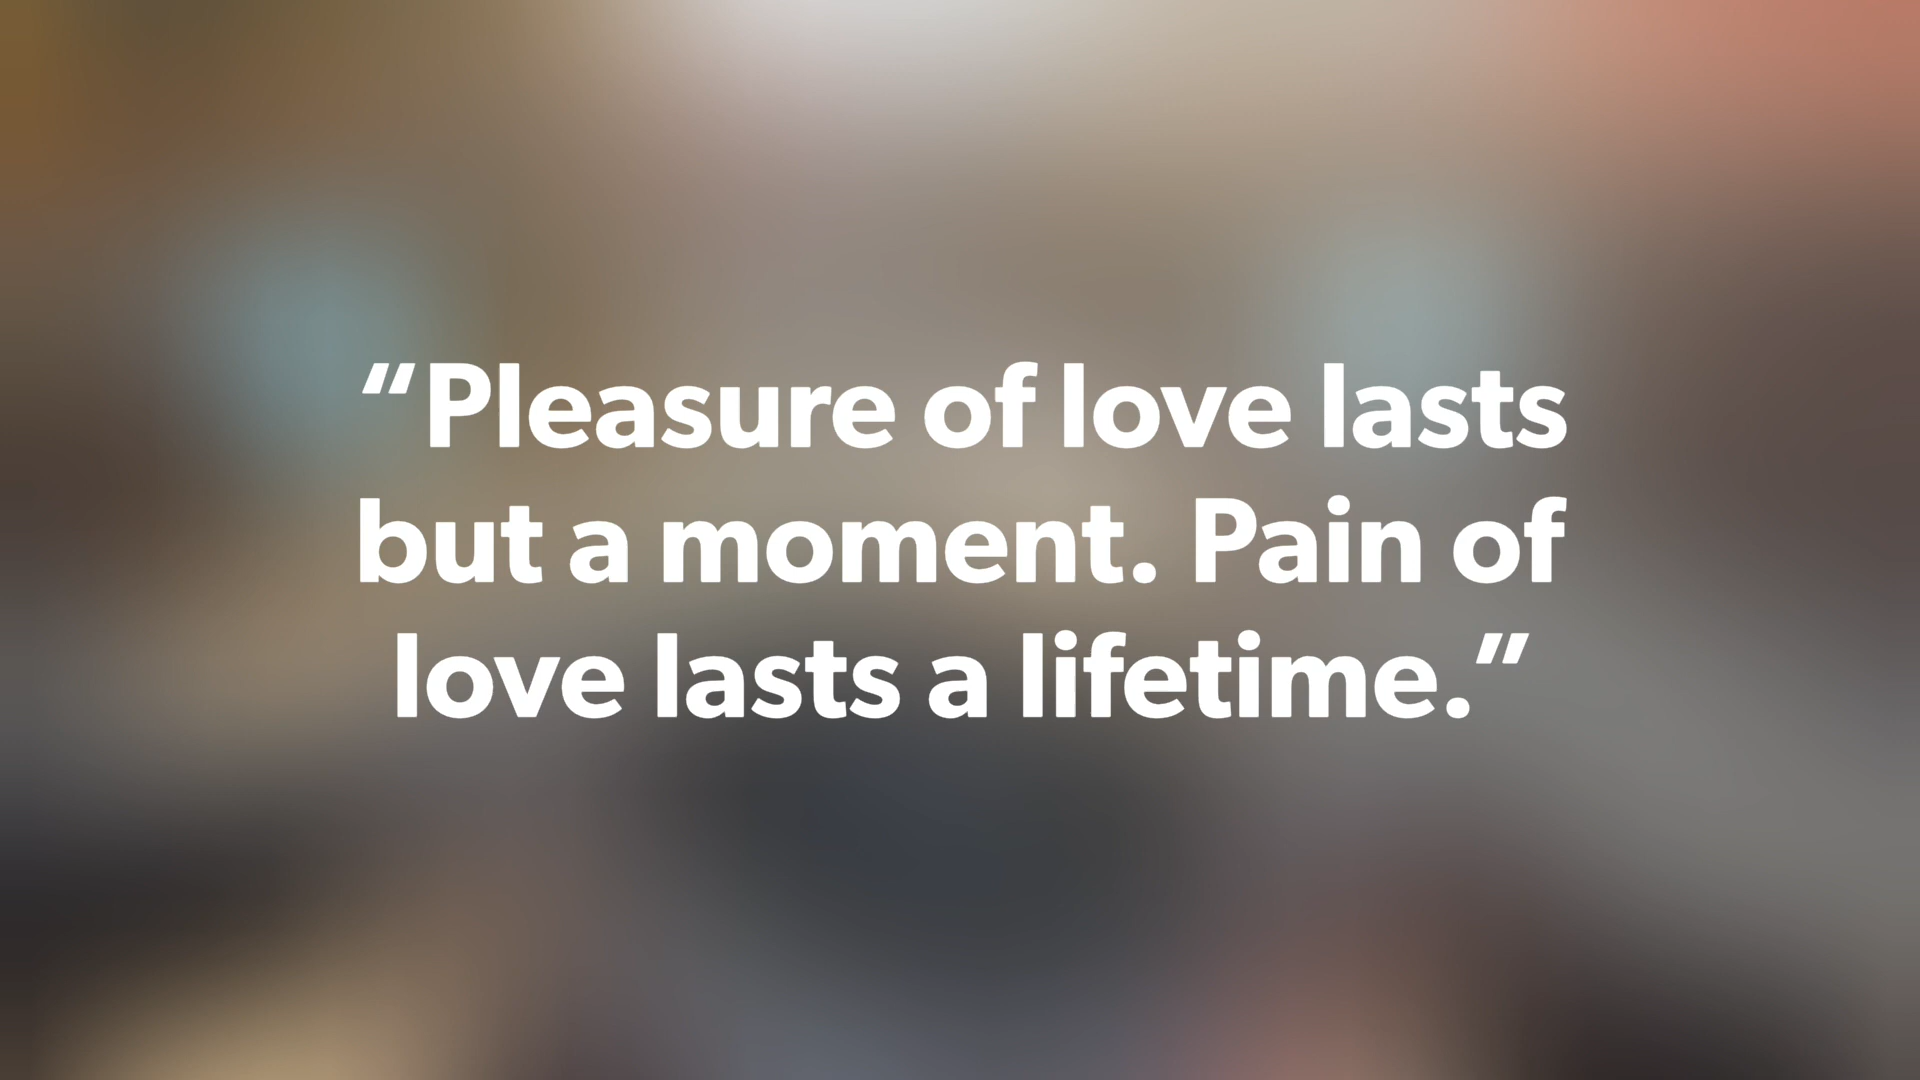 “Pleasure of love lasts
but a moment. Pain of
love lasts a lifetime.”